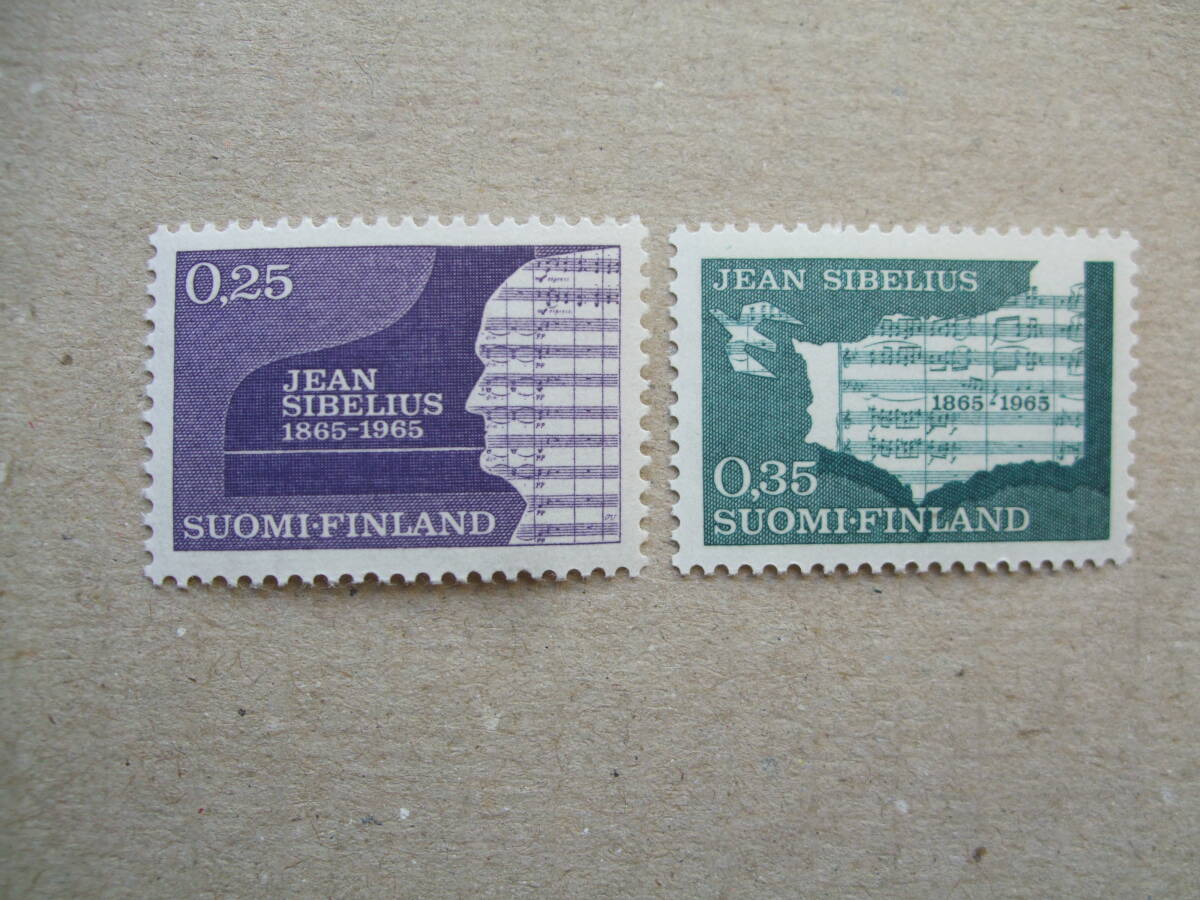 0,25
JEAN
SIBELIUS
1865-1965
SUOMI·FINLAND
JEAN SIBELIUS
1865-1965
0,35
SUOMI·FINLAND